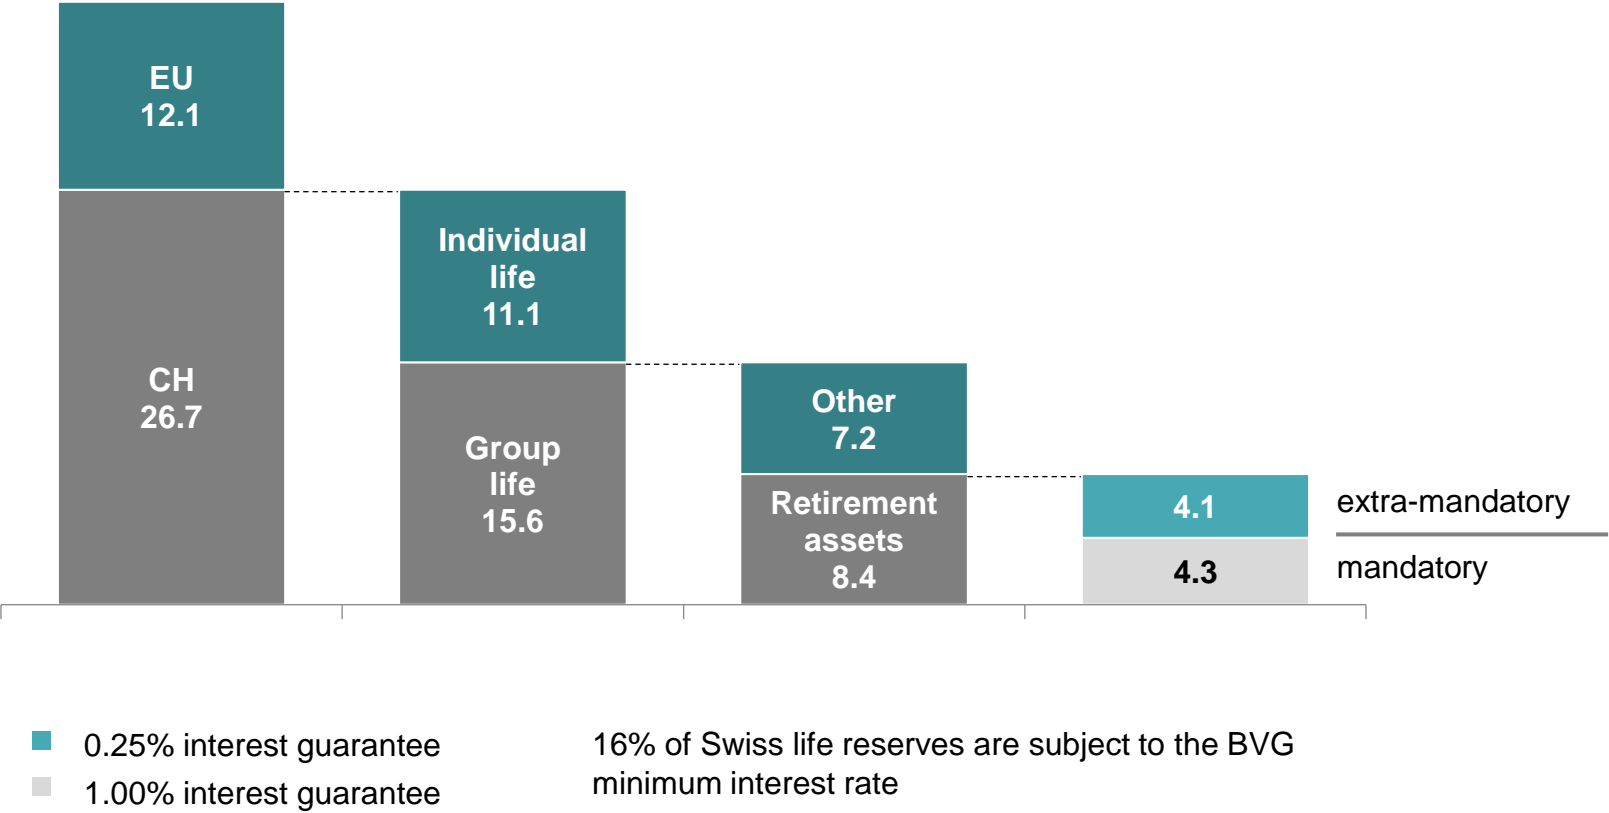 EU
12.1
CH
26.7
Individual
life
11.1
Group
life
15.6
Other
7.2
Retirement
assets
8.4
4.1
4.3
extra-mandatory
mandatory
0.25% interest guarantee
1.00% interest guarantee
16% of Swiss life reserves are subject to the BVG
minimum interest rate